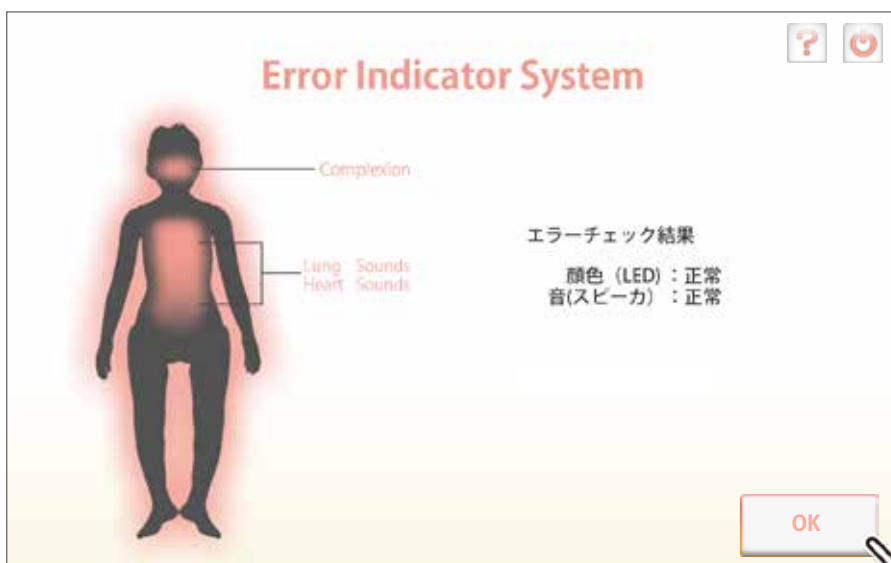 ?
Error Indicator System
Complexion
Lung Sounds
Heart Sounds
エラーチェック結果
顔色（LED）：正常
音(スピーカ）：正常
OK